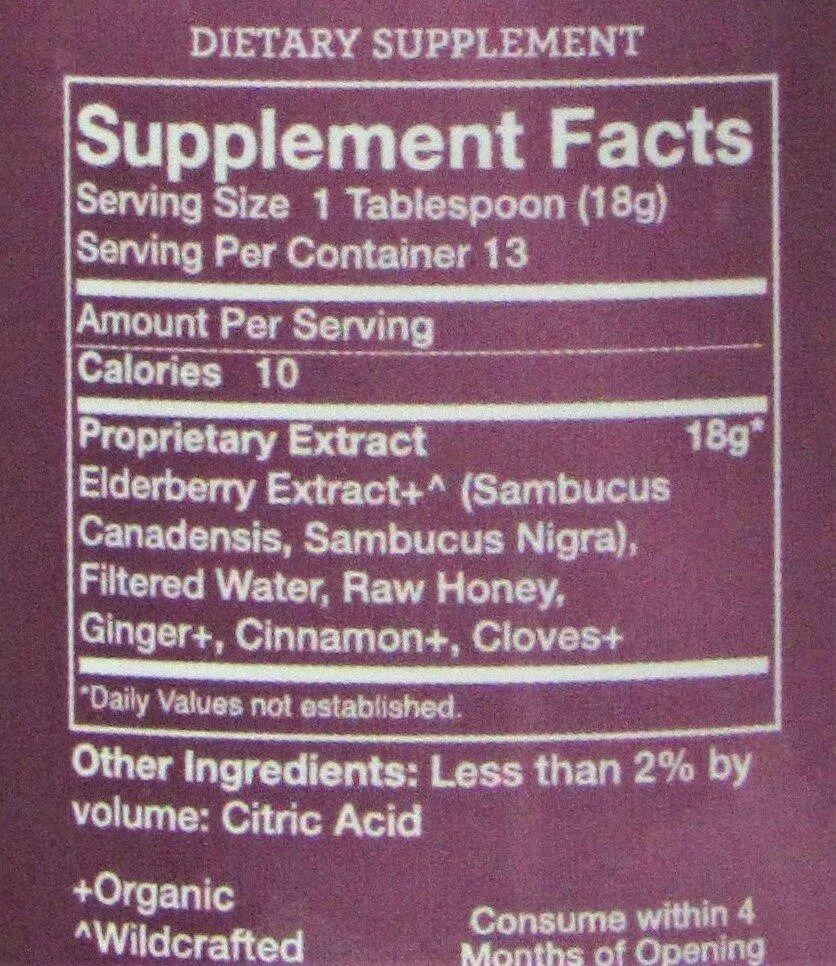 DIETARY SUPPLEMENT
Supplement Facts
Serving Size 1 Tablespoon (18g)
Serving Per Container 13
Amount Per Serving
Calories 10
Proprietary Extract 18g*
Elderberry Extract+^ (Sambucus
Canadensis, Sambucus Nigra),
Filtered Water, Raw Honey,
Ginger+, Cinnamon+, Cloves+
*Daily Values not established.
Other Ingredients: Less than 2% by
volume: Citric Acid
+Organic
^Wildcrafted
Consume within 4
Months of Opening